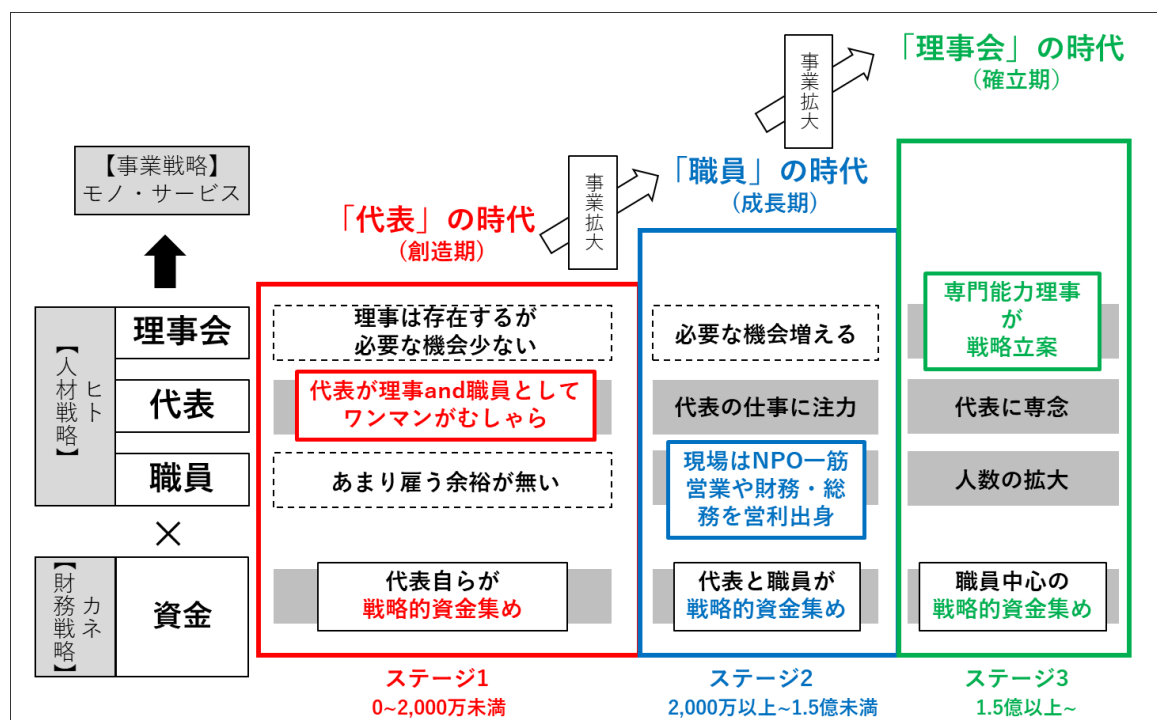 「理事会」の時代
(確立期)
事業拡大
「職員」の時代
(成長期)
事業拡大
「代表」の時代
(創造期)
【事業戦略】
モノ・サービス
ヒト
【人材戦略】
理事会
理事は存在するが
必要な機会少ない
必要な機会増える
専門能力理事
が
戦略立案
代表
代表が理事and職員として
ワンマンがむしゃら
代表の仕事に注力
代表に専念
職員
あまり雇う余裕が無い
現場はNPO一筋
営業や財務・総
務を営利出身
人数の拡大
×
カネ
【財務戦略】
資金
代表自らが
戦略的資金集め
代表と職員が
戦略的資金集め
職員中心の
戦略的資金集め
ステージ1
0~2,000万未満
ステージ2
2,000万以上~1.5億未満
ステージ3
1.5億以上~